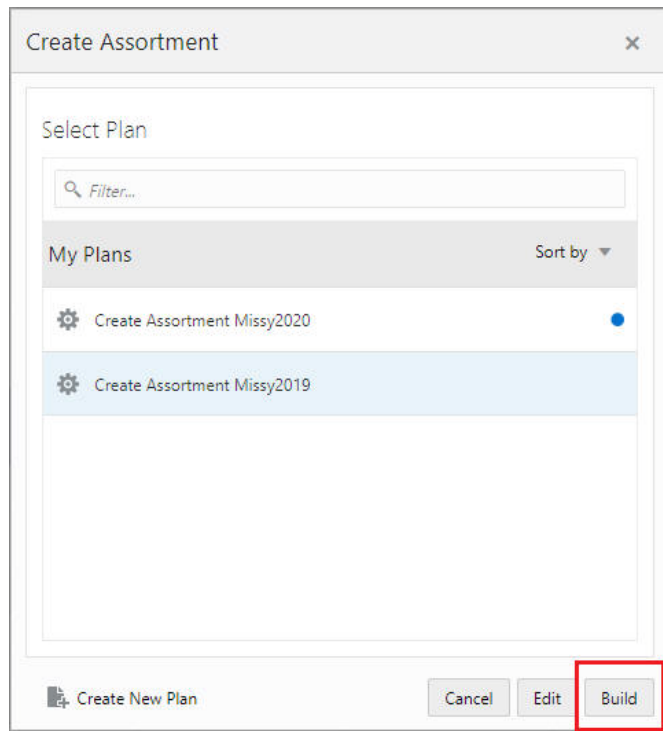 Create Assortment
Select Plan
Filter...
My Plans Sort by
Create Assortment Missy2020
Create Assortment Missy2019
Create New Plan Cancel Edit Build